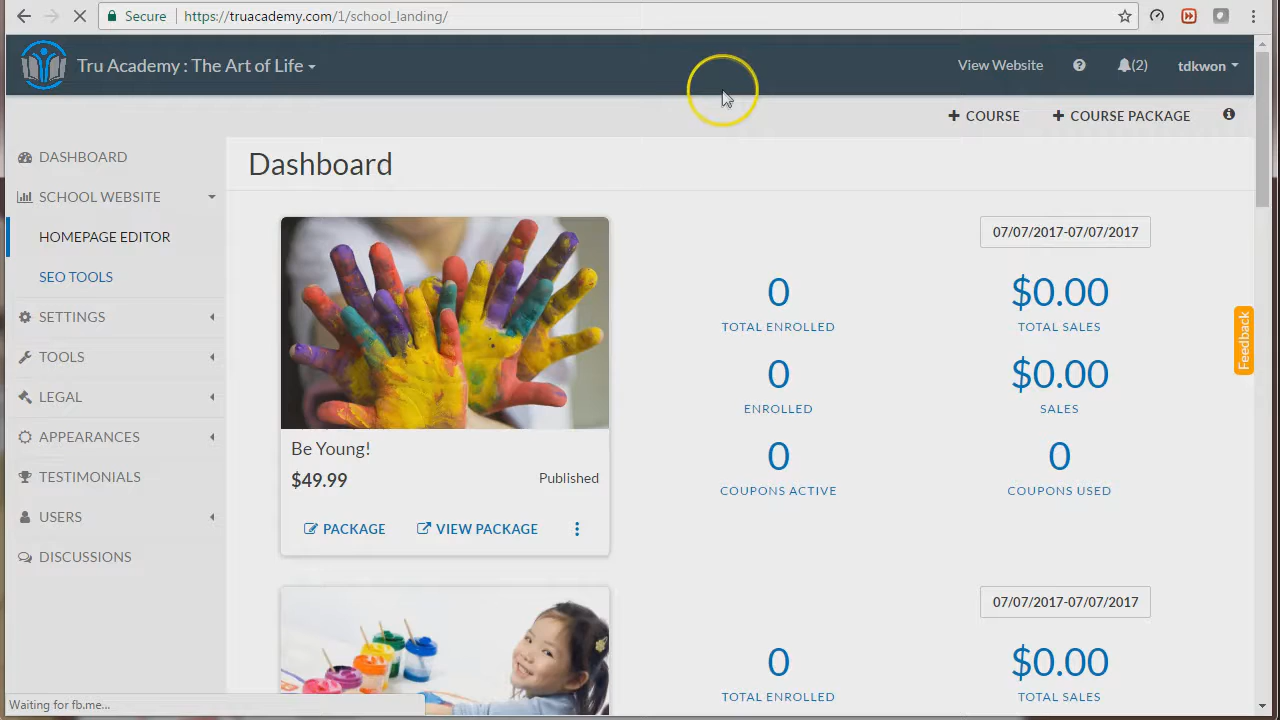 Secure https://truacademy.com/1/school_landing/
Tru Academy : The Art of Life
View Website
(2)
tdkwon
+ COURSE
+ COURSE PACKAGE
DASHBOARD
SCHOOL WEBSITE
HOMEPAGE EDITOR
SEO TOOLS
SETTINGS
TOOLS
LEGAL
APPEARANCES
TESTIMONIALS
USERS
DISCUSSIONS
Dashboard
Be Young!
$49.99
Published
PACKAGE
VIEW PACKAGE
07/07/2017-07/07/2017
0
TOTAL ENROLLED
$0.00
TOTAL SALES
0
ENROLLED
$0.00
SALES
0
COUPONS ACTIVE
0
COUPONS USED
07/07/2017-07/07/2017
0
TOTAL ENROLLED
$0.00
TOTAL SALES
Feedback
Waiting for fb.me...